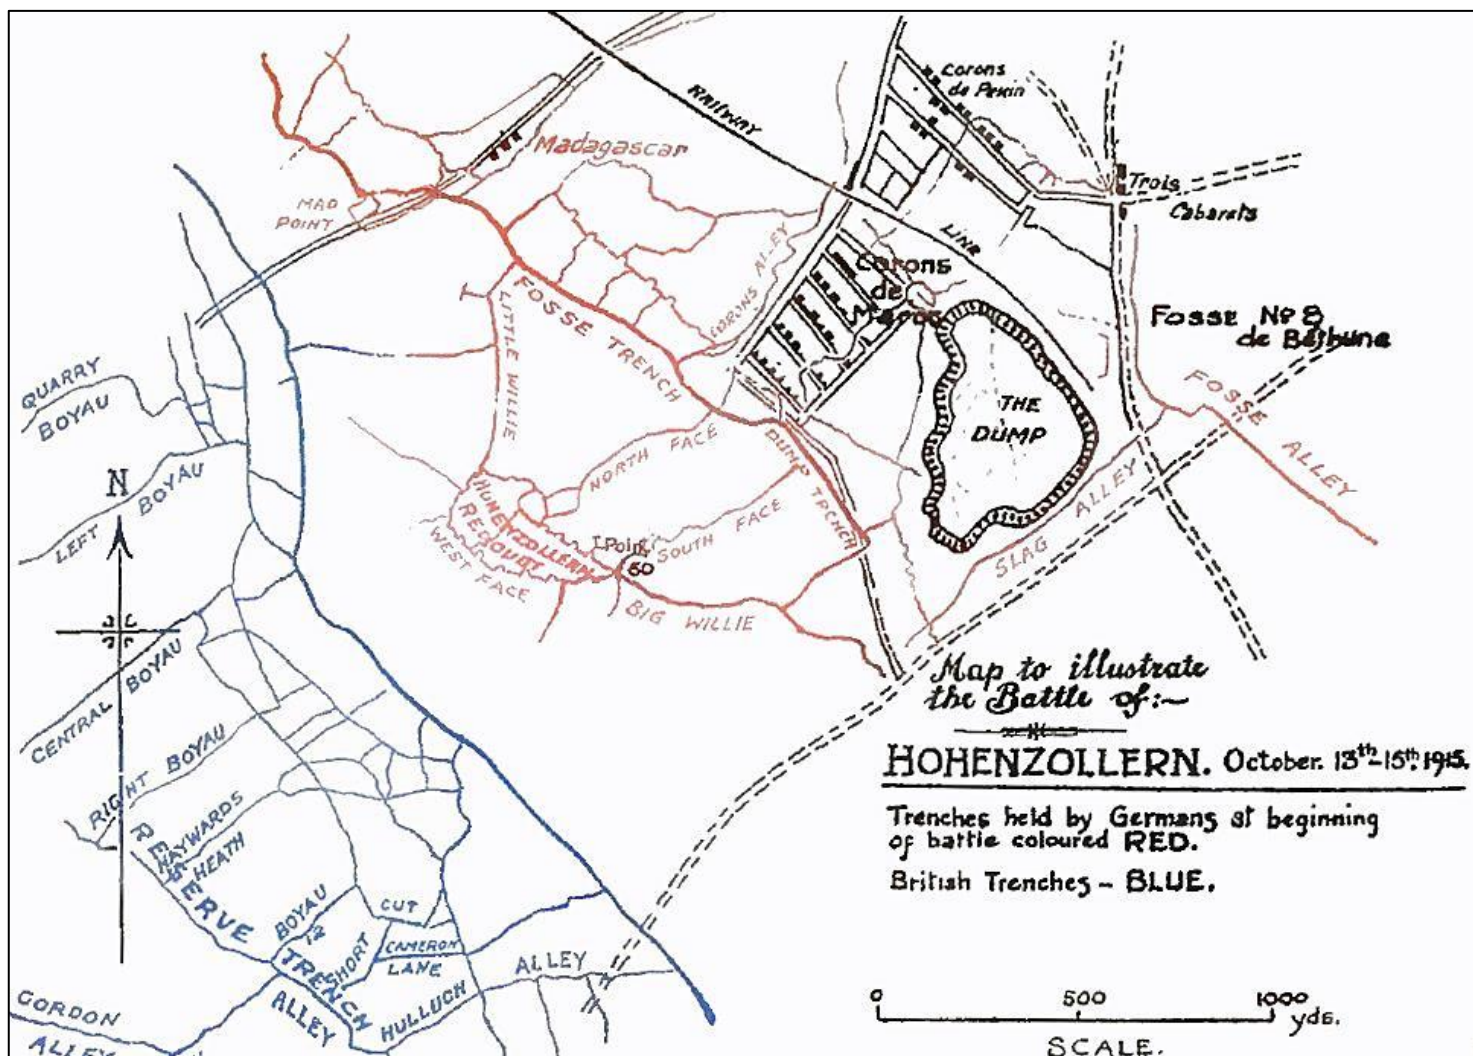 RAILWAY
Corons
de Pekin
Madagascar
MAD
POINT
Trois
Cabarets
LINE
CORONS ALLEY
Corons
de
Maroc
FOSSE TRENCH
LITTLE WILLIE
Fosse Nº 8
de Béthune
QUARRY
BOYAU
THE
DUMP
FOSSE ALLEY
NORTH FACE
DUMP TRENCH
LEFT BOYAU
N
HOHENZOLLERN
REDOUBT
WEST FACE
Point
60
SOUTH FACE
SLAG ALLEY
BIG WILLIE
CENTRAL BOYAU
Map to illustrate
the Battle of:~
HOHENZOLLERN. October. 13th-15th. 1915.
RIGHT BOYAU
Trenches held by Germans at beginning
of battle coloured RED.
British Trenches - BLUE.
HAYWARDS
HEATH
RESERVE TRENCH
BOYAU
12
SHORT
CUT
CAMERON
LANE
HULLUCH ALLEY
ALLEY
GORDON
ALLEY
0 500 1000
yds.
SCALE.